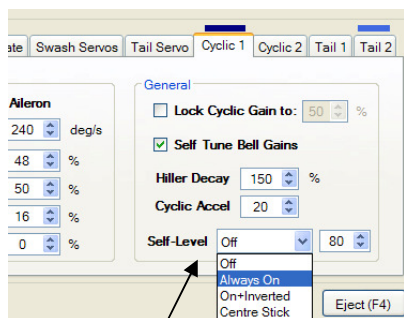 ate Swash Servos Tail Servo Cyclic 1 Cyclic 2 Tail 1 Tail 2
General
Aileron
Lock Cyclic Gain to: 50 %
240 deg/s
Self Tune Bell Gains
48 %
Hiller Decay 150 %
50 %
Cyclic Accel 20
16 %
Self-Level Off 80
0 %
Off
Always On
On+Inverted
Centre Stick
Eject (F4)